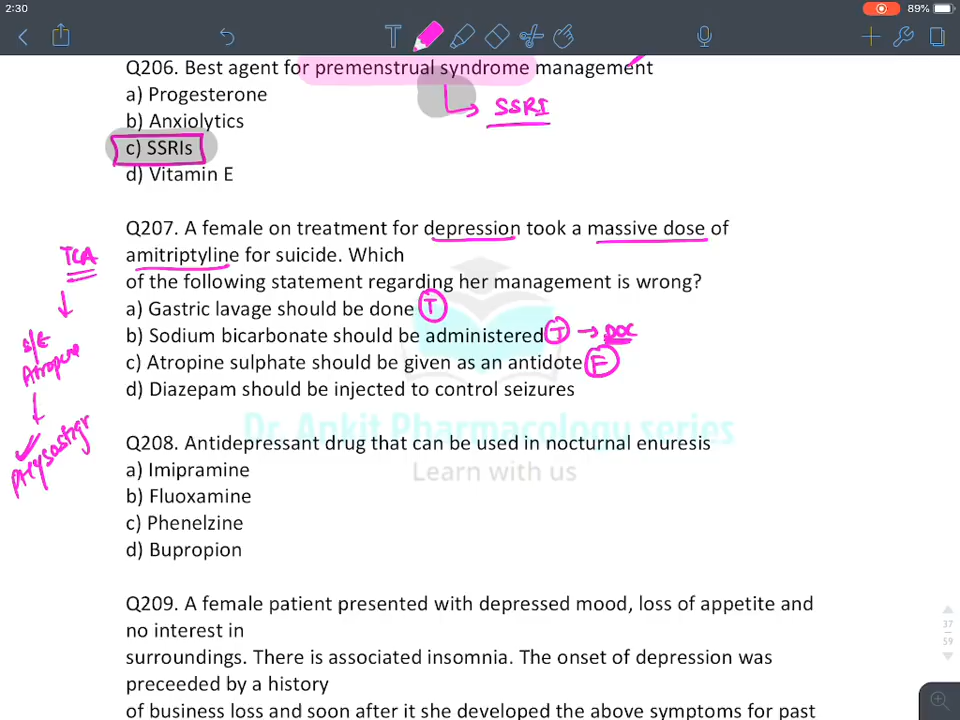 2:30
89%
T
Q206. Best agent for premenstrual syndrome management
SSRI
a) Progesterone
b) Anxiolytics
c) SSRIs
d) Vitamin E
Q207. A female on treatment for depression took a massive dose of
TCA
amitriptyline for suicide. Which
of the following statement regarding her management is wrong?
a) Gastric lavage should be done T
b) Sodium bicarbonate should be administered T → DOC
S/E
Atropine
c) Atropine sulphate should be given as an antidote F
d) Diazepam should be injected to control seizures
Physostigr
Dr. Ankit Pharmacology series
Learn with us
Q208. Antidepressant drug that can be used in nocturnal enuresis
a) Imipramine
b) Fluoxamine
c) Phenelzine
d) Bupropion
Q209. A female patient presented with depressed mood, loss of appetite and
no interest in
surroundings. There is associated insomnia. The onset of depression was
preceeded by a history
of business loss and soon after it she developed the above symptoms for past
37
59